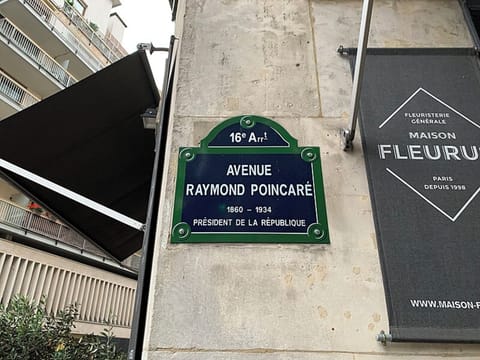 16e Arrt
AVENUE
RAYMOND POINCARÉ
1860 – 1934
PRÉSIDENT DE LA RÉPUBLIQUE
FLEURISTERIE
GÉNÉRALE
MAISON
FLEURU
PARIS
DEPUIS 1998
WWW.MAISON-F